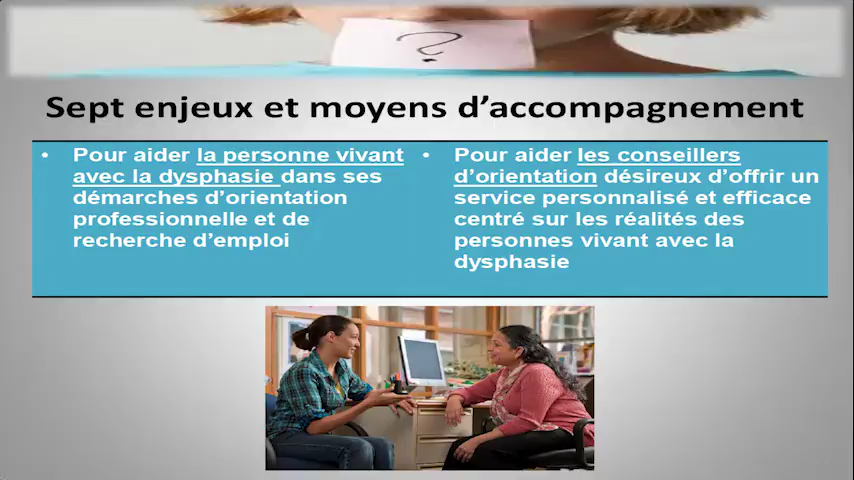 ?
Sept enjeux et moyens d’accompagnement
• Pour aider la personne vivant
avec la dysphasie dans ses
démarches d’orientation
professionnelle et de
recherche d’emploi
• Pour aider les conseillers
d’orientation désireux d’offrir un
service personnalisé et efficace
centré sur les réalités des
personnes vivant avec la
dysphasie